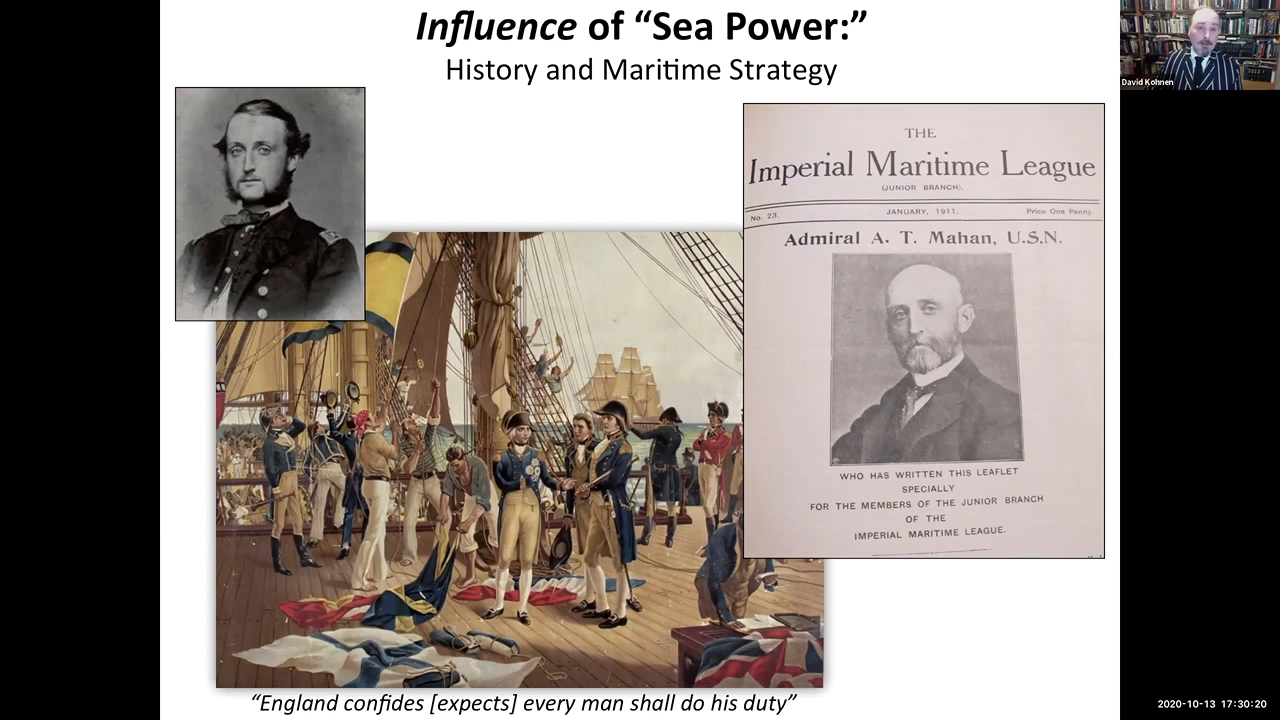 Influence of “Sea Power:”
History and Maritime Strategy
THE
Imperial Maritime League
(JUNIOR BRANCH).
No. 23. JANUARY, 1911. Price One Penny.
Admiral A. T. Mahan, U.S.N.
WHO HAS WRITTEN THIS LEAFLET
SPECIALLY
FOR THE MEMBERS OF THE JUNIOR BRANCH
OF THE
IMPERIAL MARITIME LEAGUE.
“England confides [expects] every man shall do his duty”
David Kohnen
2020-10-13 17:30:20